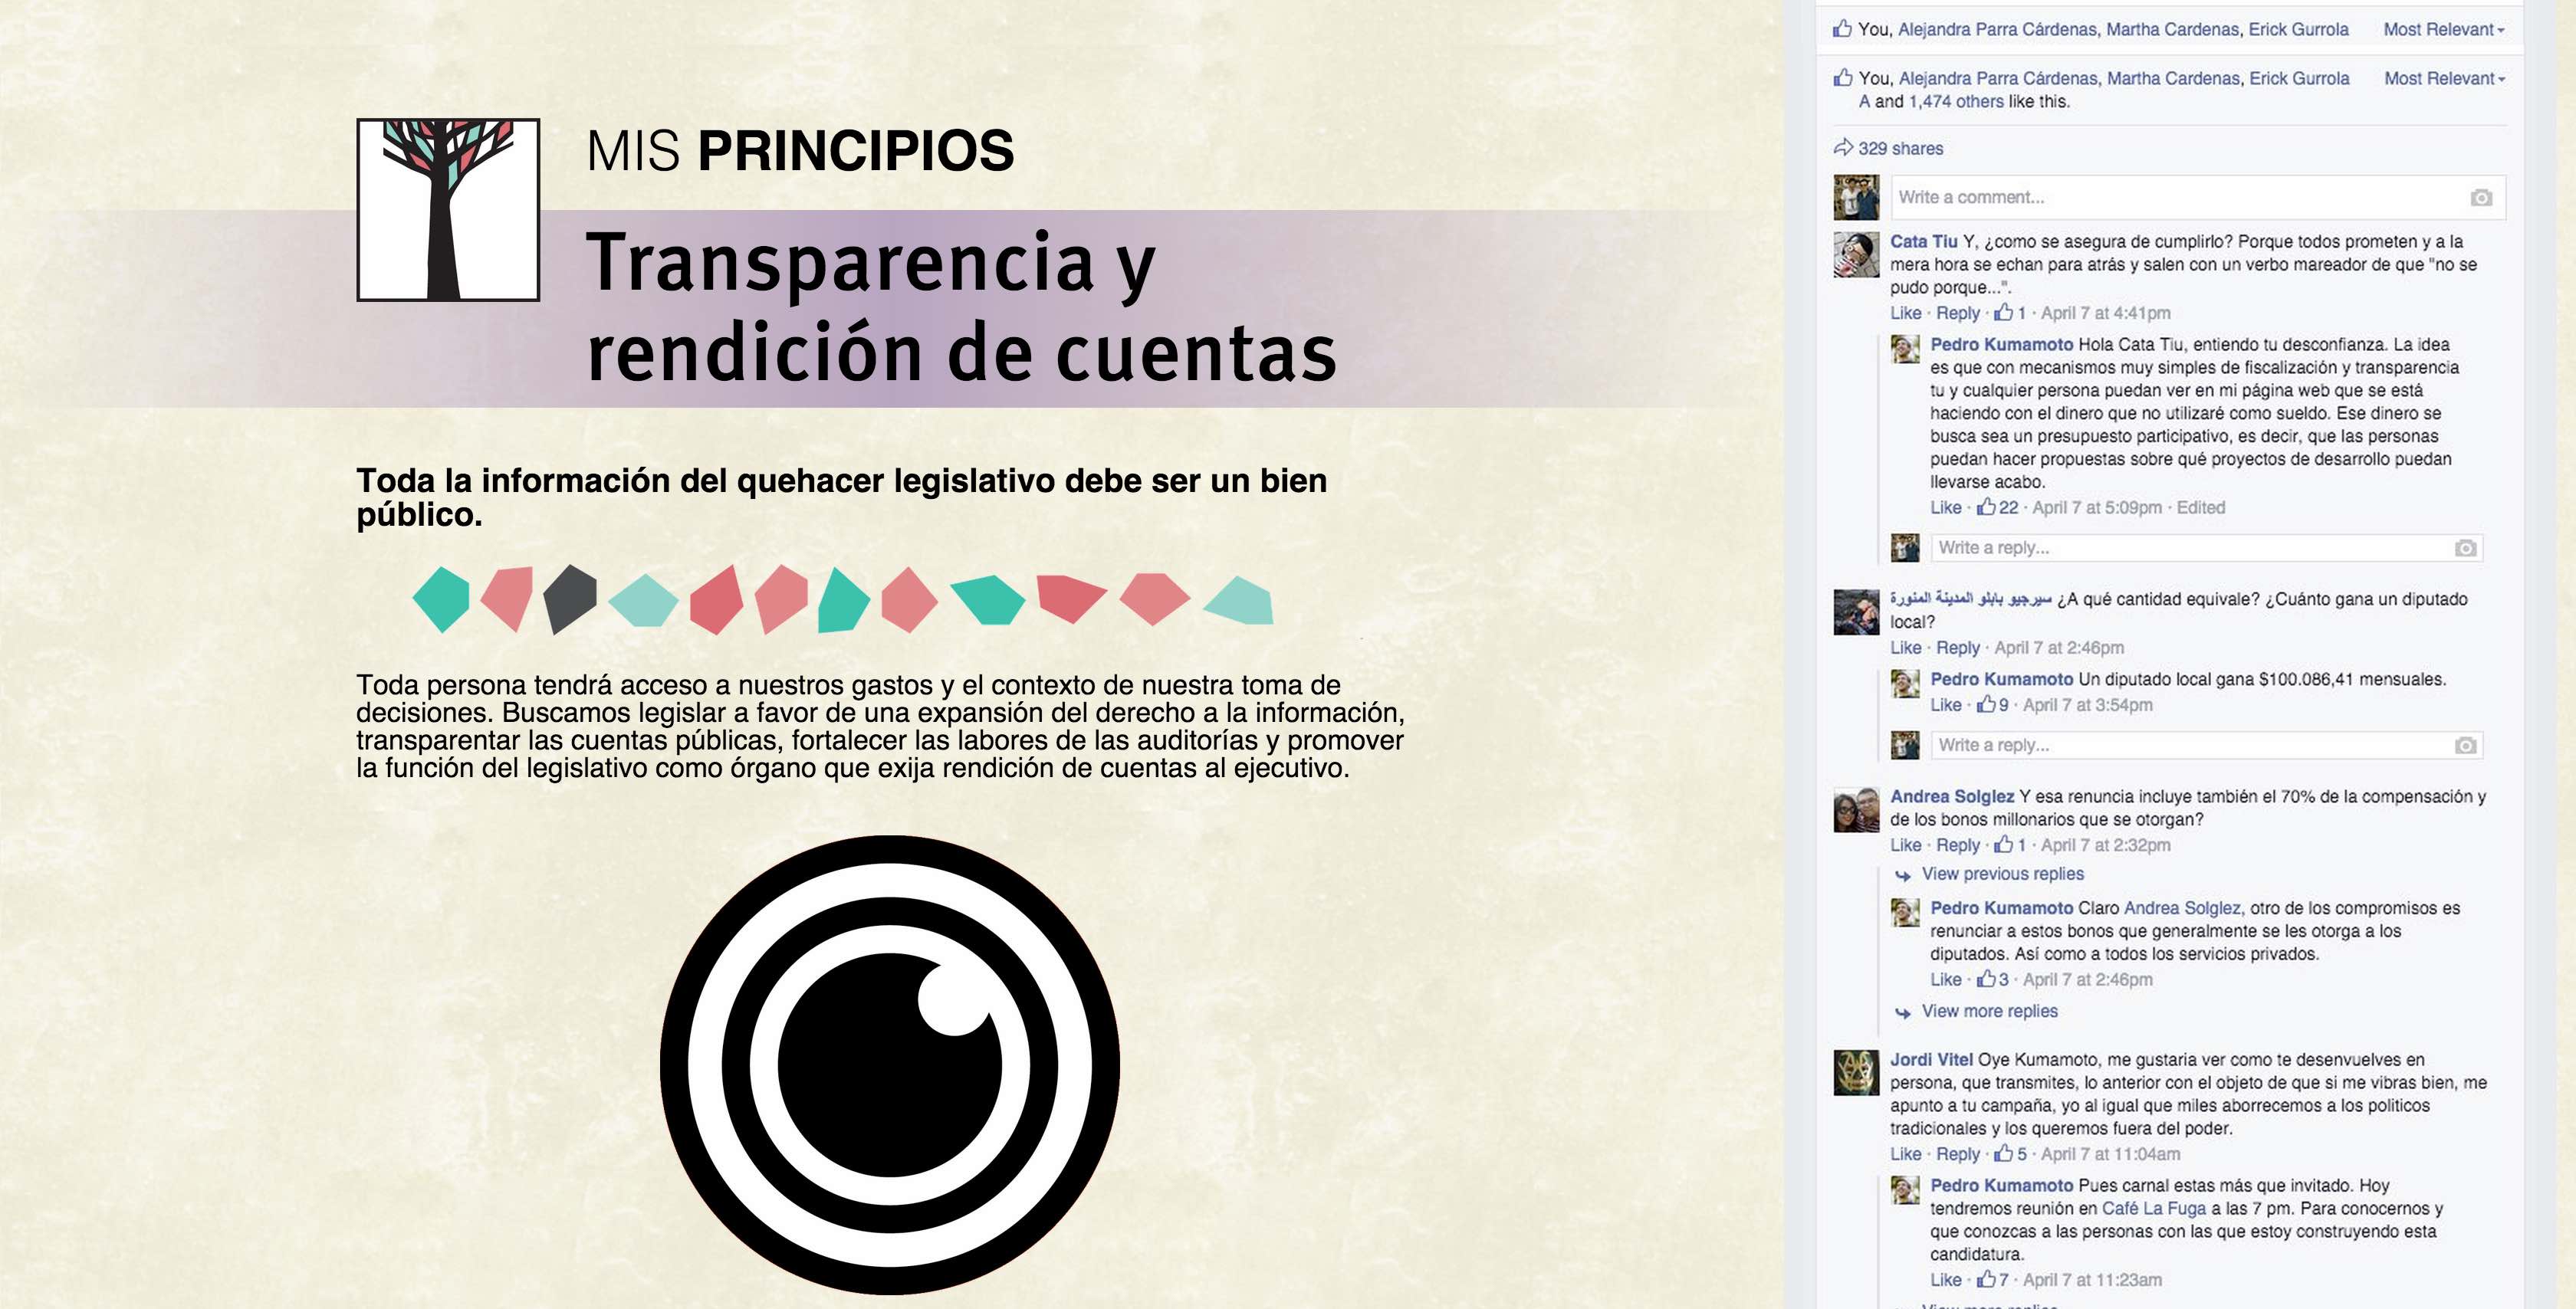 MIS PRINCIPIOS
Transparencia y
rendición de cuentas
Toda la información del quehacer legislativo debe ser un bien
público.
Toda persona tendrá acceso a nuestros gastos y el contexto de nuestra toma de
decisiones. Buscamos legislar a favor de una expansión del derecho a la información,
transparentar las cuentas públicas, fortalecer las labores de las auditorías y promover
la función del legislativo como órgano que exija rendición de cuentas al ejecutivo.
You, Alejandra Parra Cárdenas, Martha Cardenas, Erick Gurrola Most Relevant
You, Alejandra Parra Cárdenas, Martha Cardenas, Erick Gurrola Most Relevant
A and 1,474 others like this.
329 shares
Write a comment...
Cata Tiu Y, ¿como se asegura de cumplirlo? Porque todos prometen y a la
mera hora se echan para atrás y salen con un verbo mareador de que "no se
pudo porque...".
Like · Reply · 1 · April 7 at 4:41pm
Pedro Kumamoto Hola Cata Tiu, entiendo tu desconfianza. La idea
es que con mecanismos muy simples de fiscalización y transparencia
tu y cualquier persona puedan ver en mi página web que se está
haciendo con el dinero que no utilizaré como sueldo. Ese dinero se
busca sea un presupuesto participativo, es decir, que las personas
puedan hacer propuestas sobre qué proyectos de desarrollo puedan
llevarse acabo.
Like · 22 · April 7 at 5:09pm · Edited
Write a reply...
سيرجيو بابلو المدينة المنورة ¿A qué cantidad equivale? ¿Cuánto gana un diputado
local?
Like · Reply · April 7 at 2:46pm
Pedro Kumamoto Un diputado local gana $100.086,41 mensuales.
Like · 9 · April 7 at 3:54pm
Write a reply...
Andrea Solglez Y esa renuncia incluye también el 70% de la compensación y
de los bonos millonarios que se otorgan?
Like · Reply · 1 · April 7 at 2:32pm
View previous replies
Pedro Kumamoto Claro Andrea Solglez, otro de los compromisos es
renunciar a estos bonos que generalmente se les otorga a los
diputados. Así como a todos los servicios privados.
Like · 3 · April 7 at 2:46pm
View more replies
Jordi Vitel Oye Kumamoto, me gustaria ver como te desenvuelves en
persona, que transmites, lo anterior con el objeto de que si me vibras bien, me
apunto a tu campaña, yo al igual que miles aborrecemos a los politicos
tradicionales y los queremos fuera del poder.
Like · Reply · 5 · April 7 at 11:04am
Pedro Kumamoto Pues carnal estas más que invitado. Hoy
tendremos reunión en Café La Fuga a las 7 pm. Para conocernos y
que conozcas a las personas con las que estoy construyendo esta
candidatura.
Like · 7 · April 7 at 11:23am
View more replies